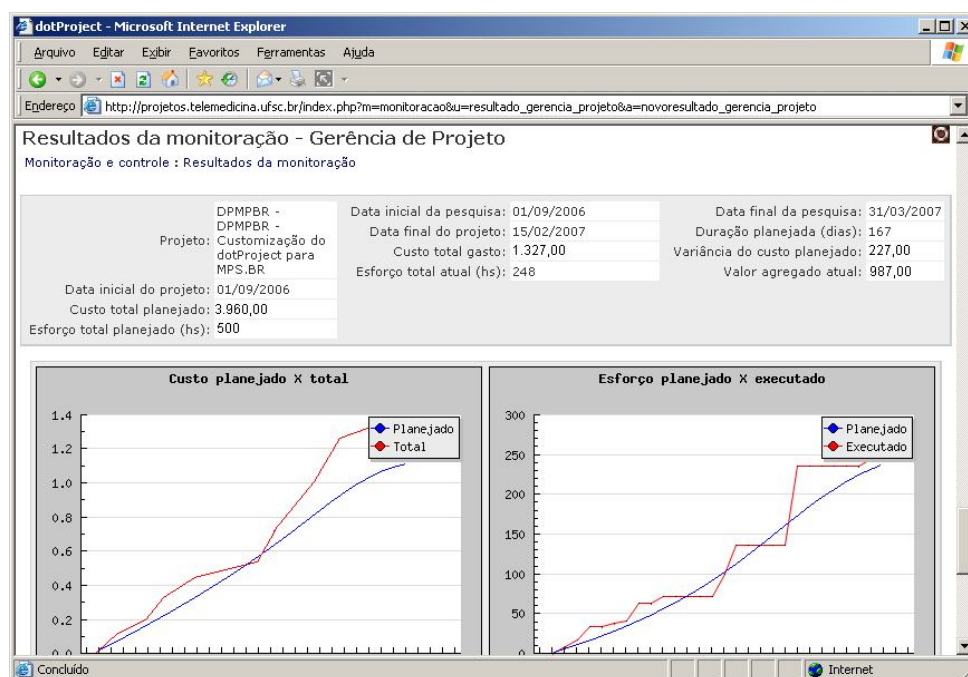 dotProject - Microsoft Internet Explorer
Arquivo Editar Exibir Favoritos Ferramentas Ajuda
Endereço http://projetos.telemedicina.ufsc.br/index.php?m=monitoracao&u=resultado_gerencia_projeto&a=novoresultado_gerencia_projeto
Resultados da monitoração - Gerência de Projeto
Monitoração e controle : Resultados da monitoração
Projeto: DPMPBR -
DPMPBR -
Customização do
dotProject para
MPS.BR
Data inicial do projeto: 01/09/2006
Custo total planejado: 3.960,00
Esforço total planejado (hs): 500
Data inicial da pesquisa: 01/09/2006
Data final do projeto: 15/02/2007
Custo total gasto: 1.327,00
Esforço total atual (hs): 248
Data final da pesquisa: 31/03/2007
Duração planejada (dias): 167
Variância do custo planejado: 227,00
Valor agregado atual: 987,00
Custo planejado X total
Planejado
Total
1.4
1.2
1.0
0.8
0.6
0.4
0.2
0.0
Esforço planejado X executado
Planejado
Executado
300
250
200
150
100
50
0
Concluído
Internet